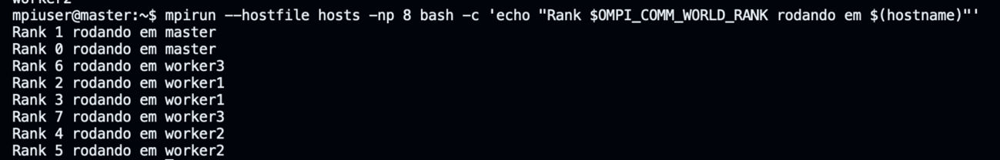 worker2
mpiuser@master:~$ mpirun --hostfile hosts -np 8 bash -c 'echo "Rank $OMPI_COMM_WORLD_RANK rodando em $(hostname)"'
Rank 1 rodando em master
Rank 0 rodando em master
Rank 6 rodando em worker3
Rank 2 rodando em worker1
Rank 3 rodando em worker1
Rank 7 rodando em worker3
Rank 4 rodando em worker2
Rank 5 rodando em worker2